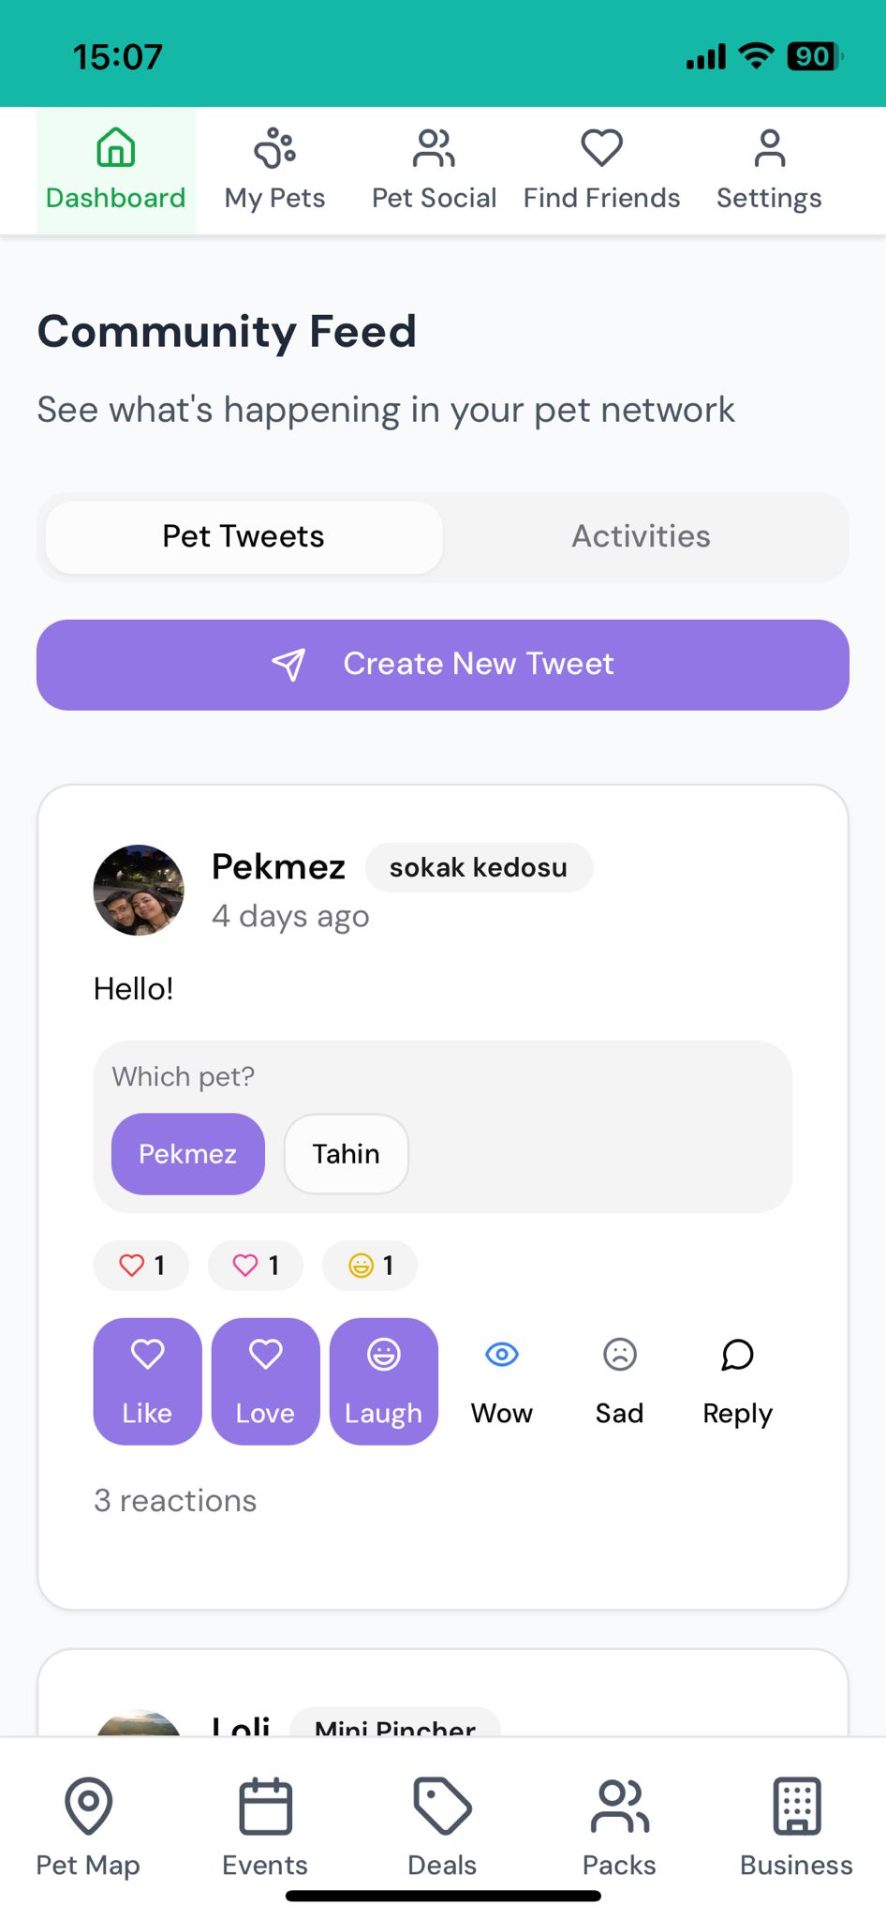 15:07
90
Dashboard My Pets Pet Social Find Friends Settings
Community Feed
See what's happening in your pet network
Pet Tweets Activities
Create New Tweet
Pekmez sokak kedosu
4 days ago
Hello!
Which pet?
Pekmez Tahin
1 1 1
Like Love Laugh Wow Sad Reply
3 reactions
Loli Mini Pincher
Pet Map Events Deals Packs Business